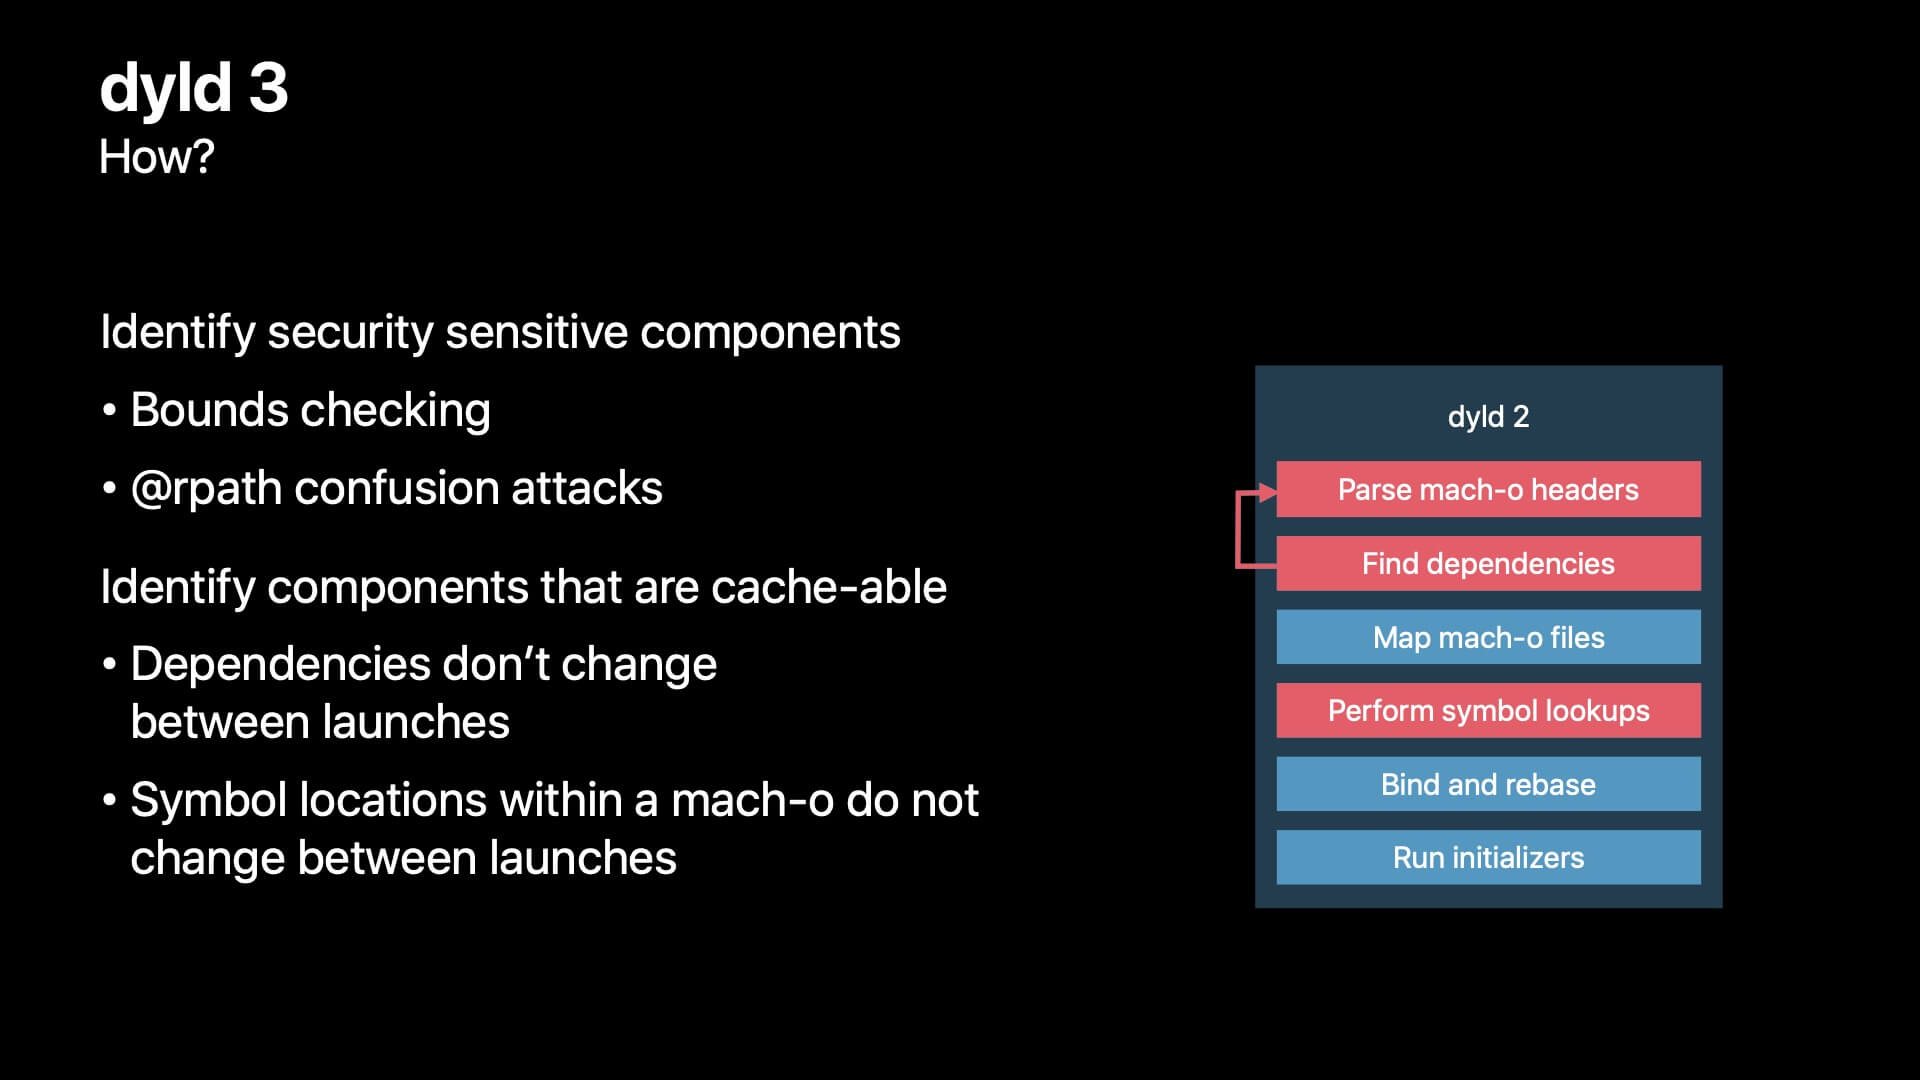 dyld 3
How?
Identify security sensitive components
• Bounds checking
• @rpath confusion attacks
Identify components that are cache-able
• Dependencies don’t change
between launches
• Symbol locations within a mach-o do not
change between launches
dyld 2
Parse mach-o headers
Find dependencies
Map mach-o files
Perform symbol lookups
Bind and rebase
Run initializers